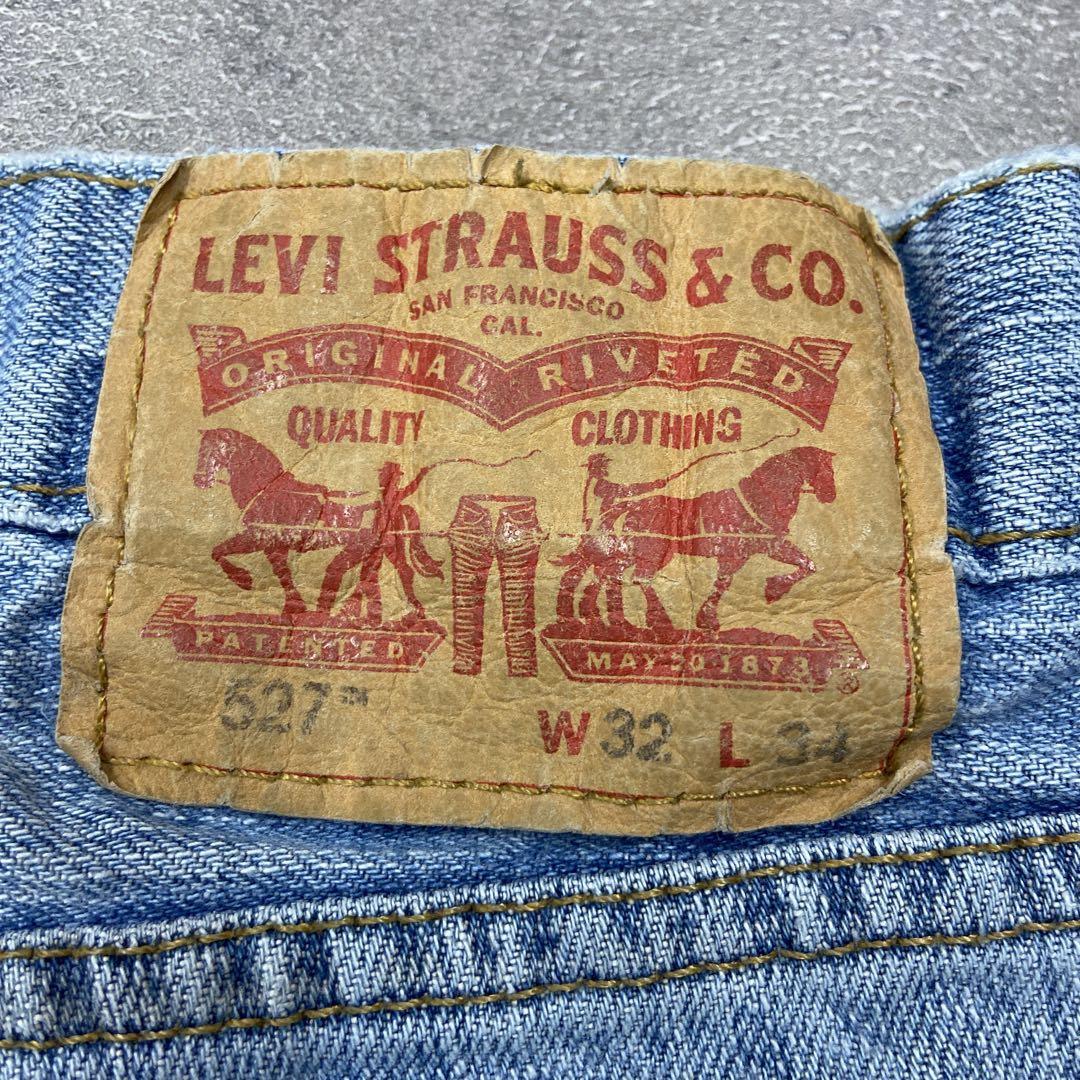 LEVI STRAUSS & CO.
SAN FRANCISCO
CAL.
ORIGINAL RIVETED
QUALITY CLOTHING
PATENTED MAY 20 1873 ®
527™ W 32 L 34